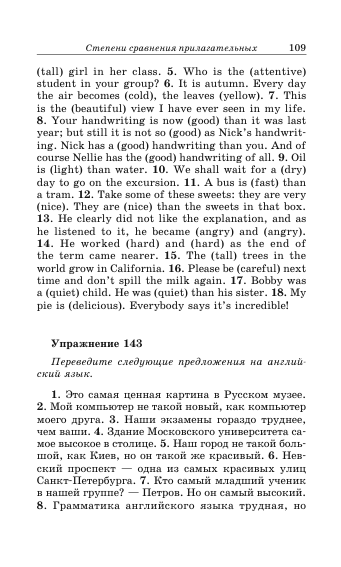 Степени сравнения прилагательных 109
(tall) girl in her class. 5. Who is the (attentive)
student in your group? 6. It is autumn. Every day
the air becomes (cold), the leaves (yellow). 7. This
is the (beautiful) view I have ever seen in my life.
8. Your handwriting is now (good) than it was last
year; but still it is not so (good) as Nick's handwrit-
ing. Nick has a (good) handwriting than you. And of
course Nellie has the (good) handwriting of all. 9. Oil
is (light) than water. 10. We shall wait for a (dry)
day to go on the excursion. 11. A bus is (fast) than
a tram. 12. Take some of these sweets: they are very
(nice). They are (nice) than the sweets in that box.
13. He clearly did not like the explanation, and as
he listened to it, he became (angry) and (angry).
14. He worked (hard) and (hard) as the end of
the term came nearer. 15. The (tall) trees in the
world grow in California. 16. Please be (careful) next
time and don't spill the milk again. 17. Bobby was
a (quiet) child. He was (quiet) than his sister. 18. My
pie is (delicious). Everybody says it's incredible!
Упражнение 143
Переведите следующие предложения на англий-
ский язык.
1. Это самая ценная картина в Русском музее.
2. Мой компьютер не такой новый, как компьютер
моего друга. 3. Наши экзамены гораздо труднее,
чем ваши. 4. Здание Московского университета са-
мое высокое в столице. 5. Наш город не такой боль-
шой, как Киев, но он такой же красивый. 6. Нев-
ский проспект — одна из самых красивых улиц
Санкт-Петербурга. 7. Кто самый младший ученик
в нашей группе? — Петров. Но он самый высокий.
8. Грамматика английского языка трудная, но